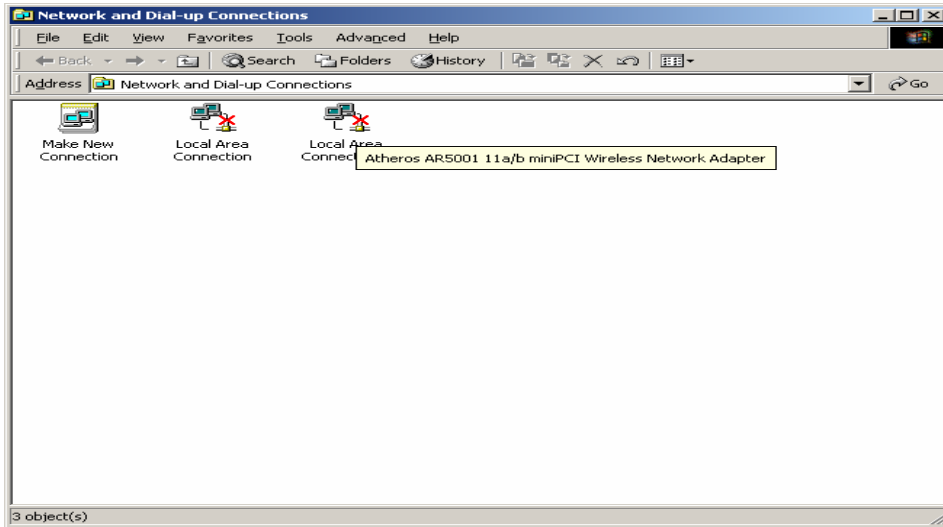 Network and Dial-up Connections
File Edit View Favorites Tools Advanced Help
Back Search Folders History
Address Network and Dial-up Connections Go
Make New Connection
Local Area Connection
Local Area
Atheros AR5001 11a/b miniPCI Wireless Network Adapter
3 object(s)